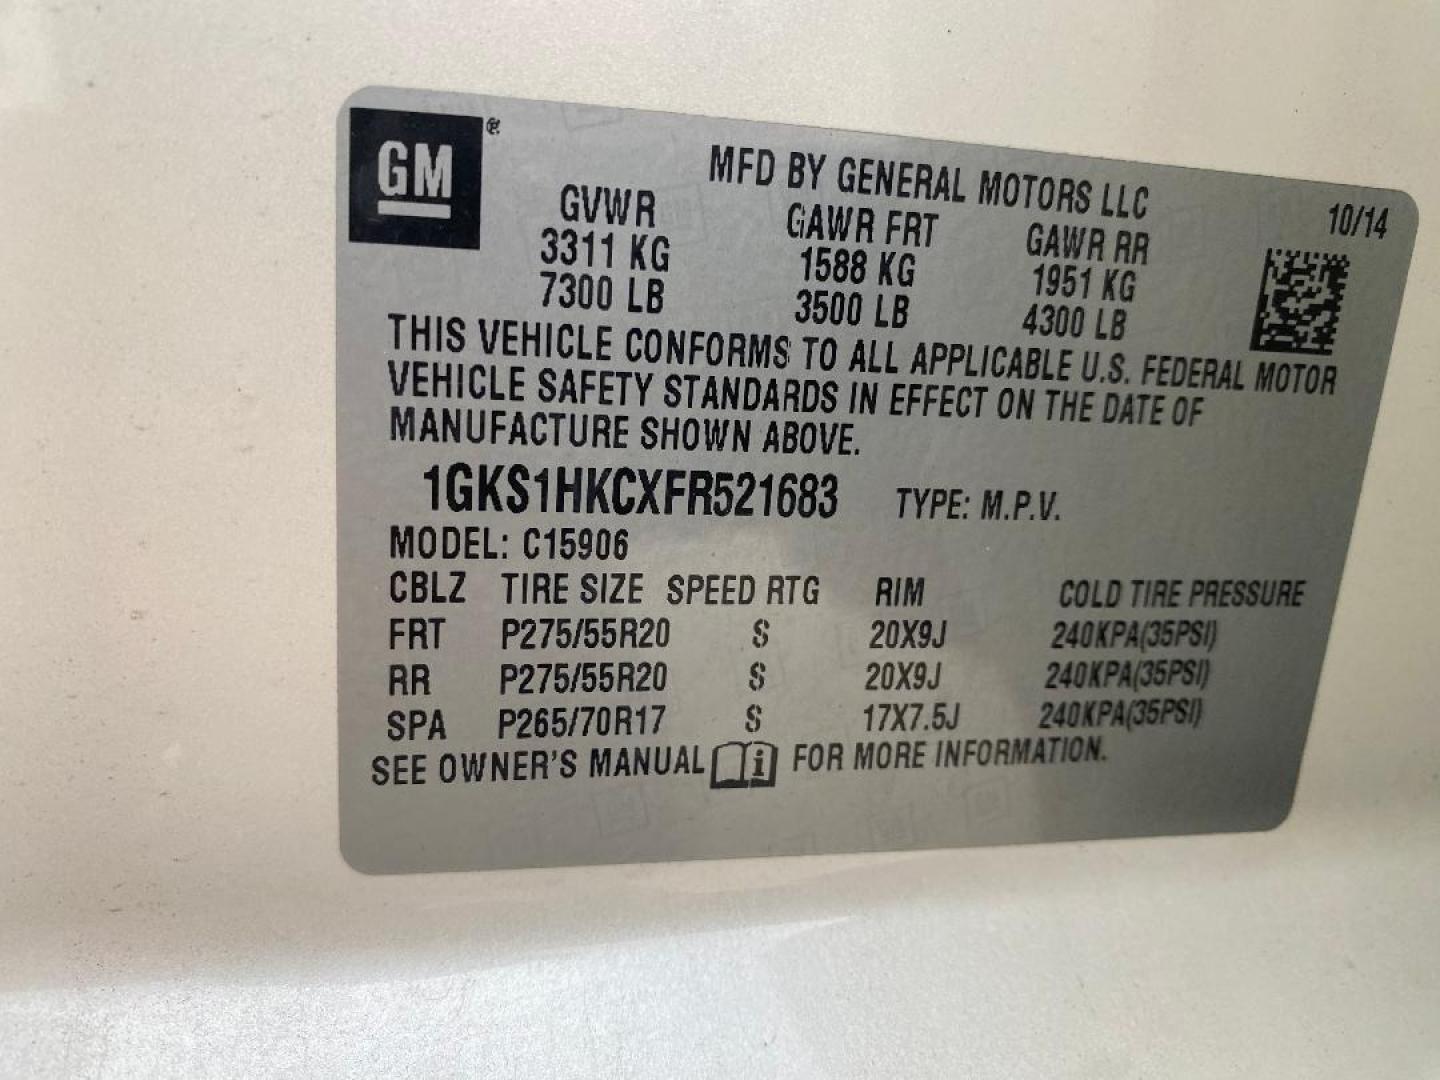 GM ®
MFD BY GENERAL MOTORS LLC
10/14
GVWR GAWR FRT GAWR RR
3311 KG 1588 KG 1951 KG
7300 LB 3500 LB 4300 LB
THIS VEHICLE CONFORMS TO ALL APPLICABLE U.S. FEDERAL MOTOR
VEHICLE SAFETY STANDARDS IN EFFECT ON THE DATE OF
MANUFACTURE SHOWN ABOVE.
1GKS1HKCXFR521683 TYPE: M.P.V.
MODEL: C15906
CBLZ TIRE SIZE SPEED RTG RIM COLD TIRE PRESSURE
FRT P275/55R20 S 20X9J 240KPA(35PSI)
RR P275/55R20 S 20X9J 240KPA(35PSI)
SPA P265/70R17 S 17X7.5J 240KPA(35PSI)
SEE OWNER'S MANUAL i FOR MORE INFORMATION.